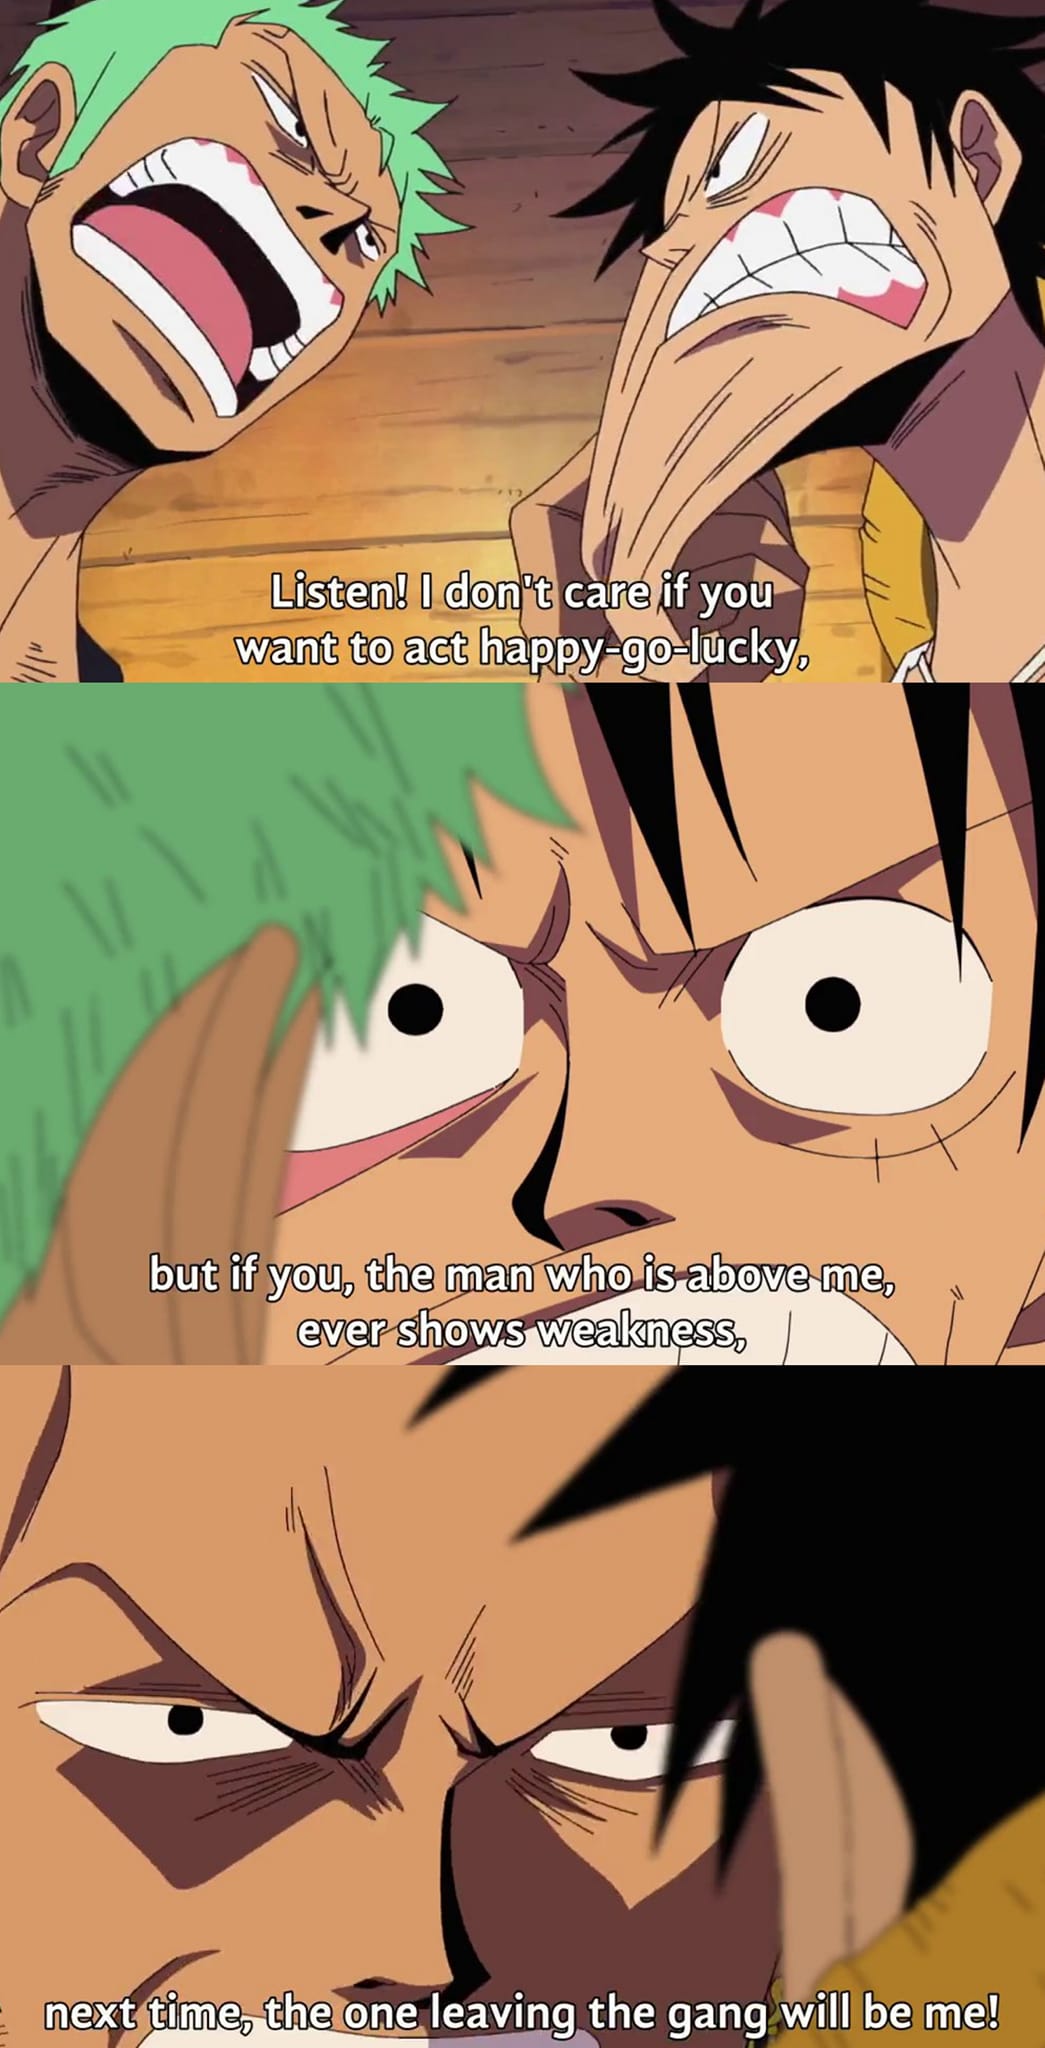 Listen! I don't care if you
want to act happy-go-lucky,
but if you, the man who is above me,
ever shows weakness,
next time, the one leaving the gang will be me!